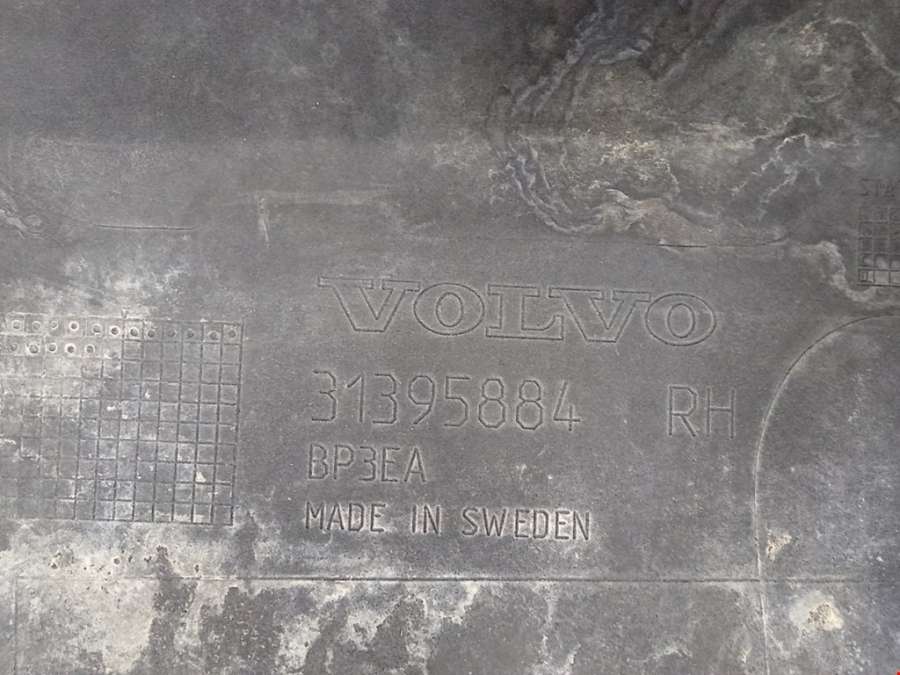 VOLVO
31395884 RH
BP3EA
MADE IN SWEDEN